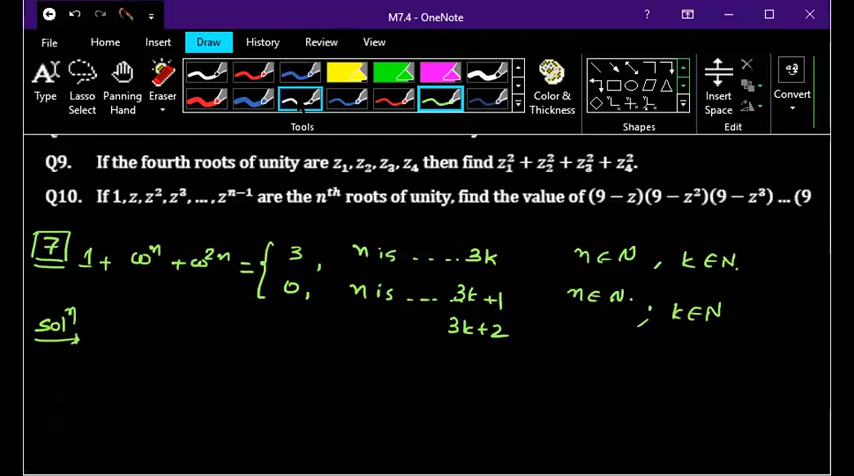 M7.4 - OneNote
?
File Home Insert Draw History Review View
Type Lasso Select Panning Hand Eraser Color & Thickness Insert Space Convert
Tools Shapes Edit
Q9. If the fourth roots of unity are z₁, z₂, z₃, z₄ then find z₁² + z₂² + z₃² + z₄².
Q10. If 1, z, z², z³, ..., zⁿ⁻¹ are the nᵗʰ roots of unity, find the value of (9 − z)(9 − z²)(9 − z³) ... (9
7 1 + ωⁿ + ω²ⁿ = { 3, n is .... 3k n ∈ N, k ∈ N.
0, n is ... 3k+1 n ∈ N. ; k ∈ N
3k+2
Solⁿ